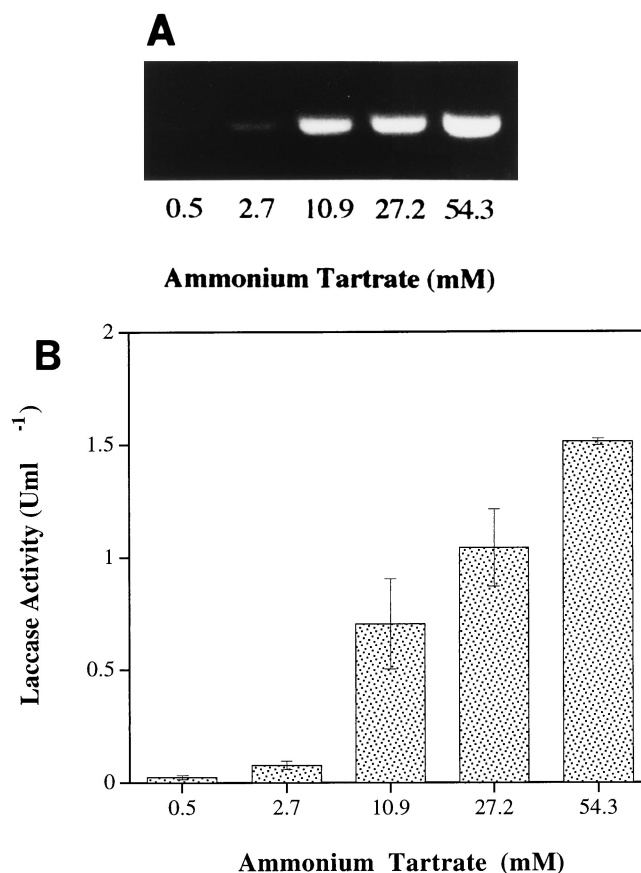 A
0.5 2.7 10.9 27.2 54.3
Ammonium Tartrate (mM)
B
Laccase Activity (Uml -1)
2
1.5
1
0.5
0
0.5 2.7 10.9 27.2 54.3
Ammonium Tartrate (mM)